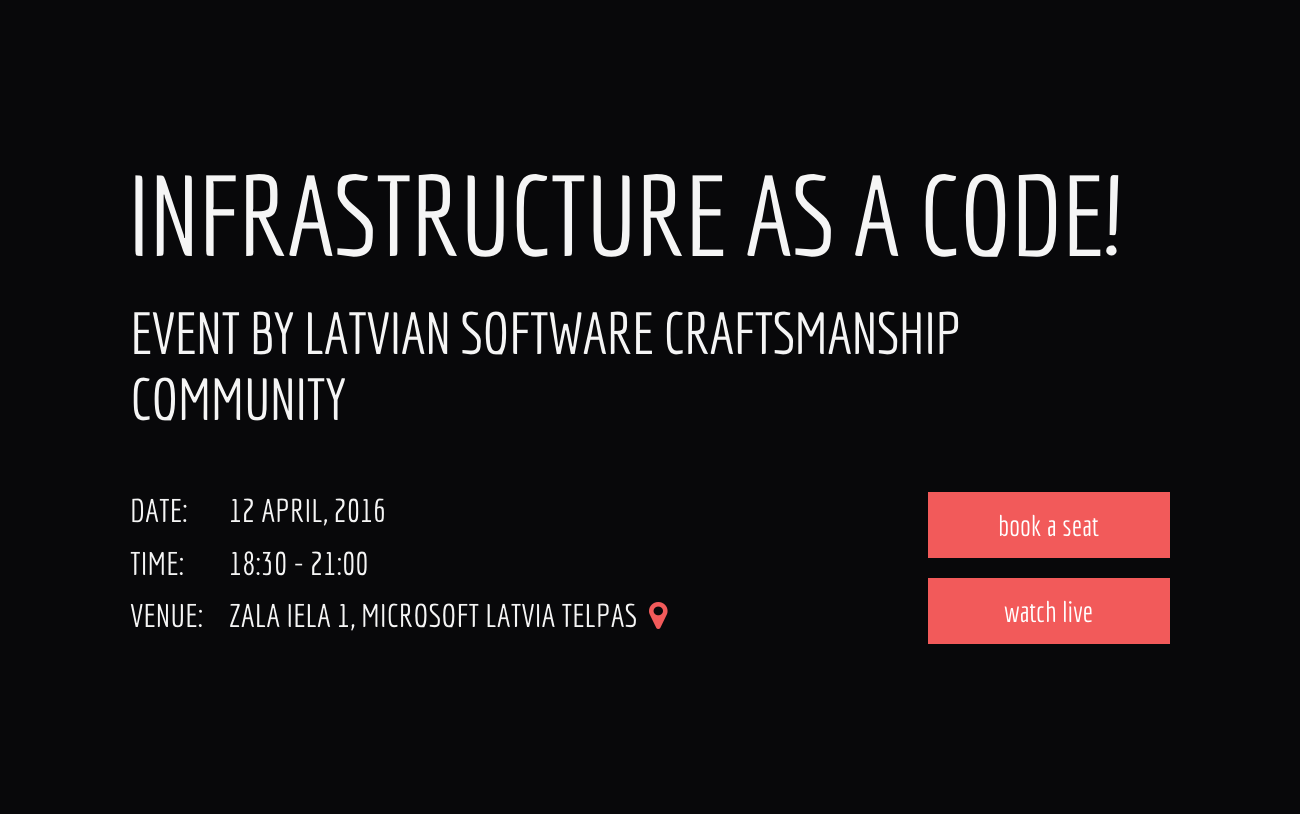 INFRASTRUCTURE AS A CODE!
EVENT BY LATVIAN SOFTWARE CRAFTSMANSHIP
COMMUNITY
DATE: 12 APRIL, 2016
TIME: 18:30 - 21:00
VENUE: ZALA IELA 1, MICROSOFT LATVIA TELPAS
book a seat
watch live